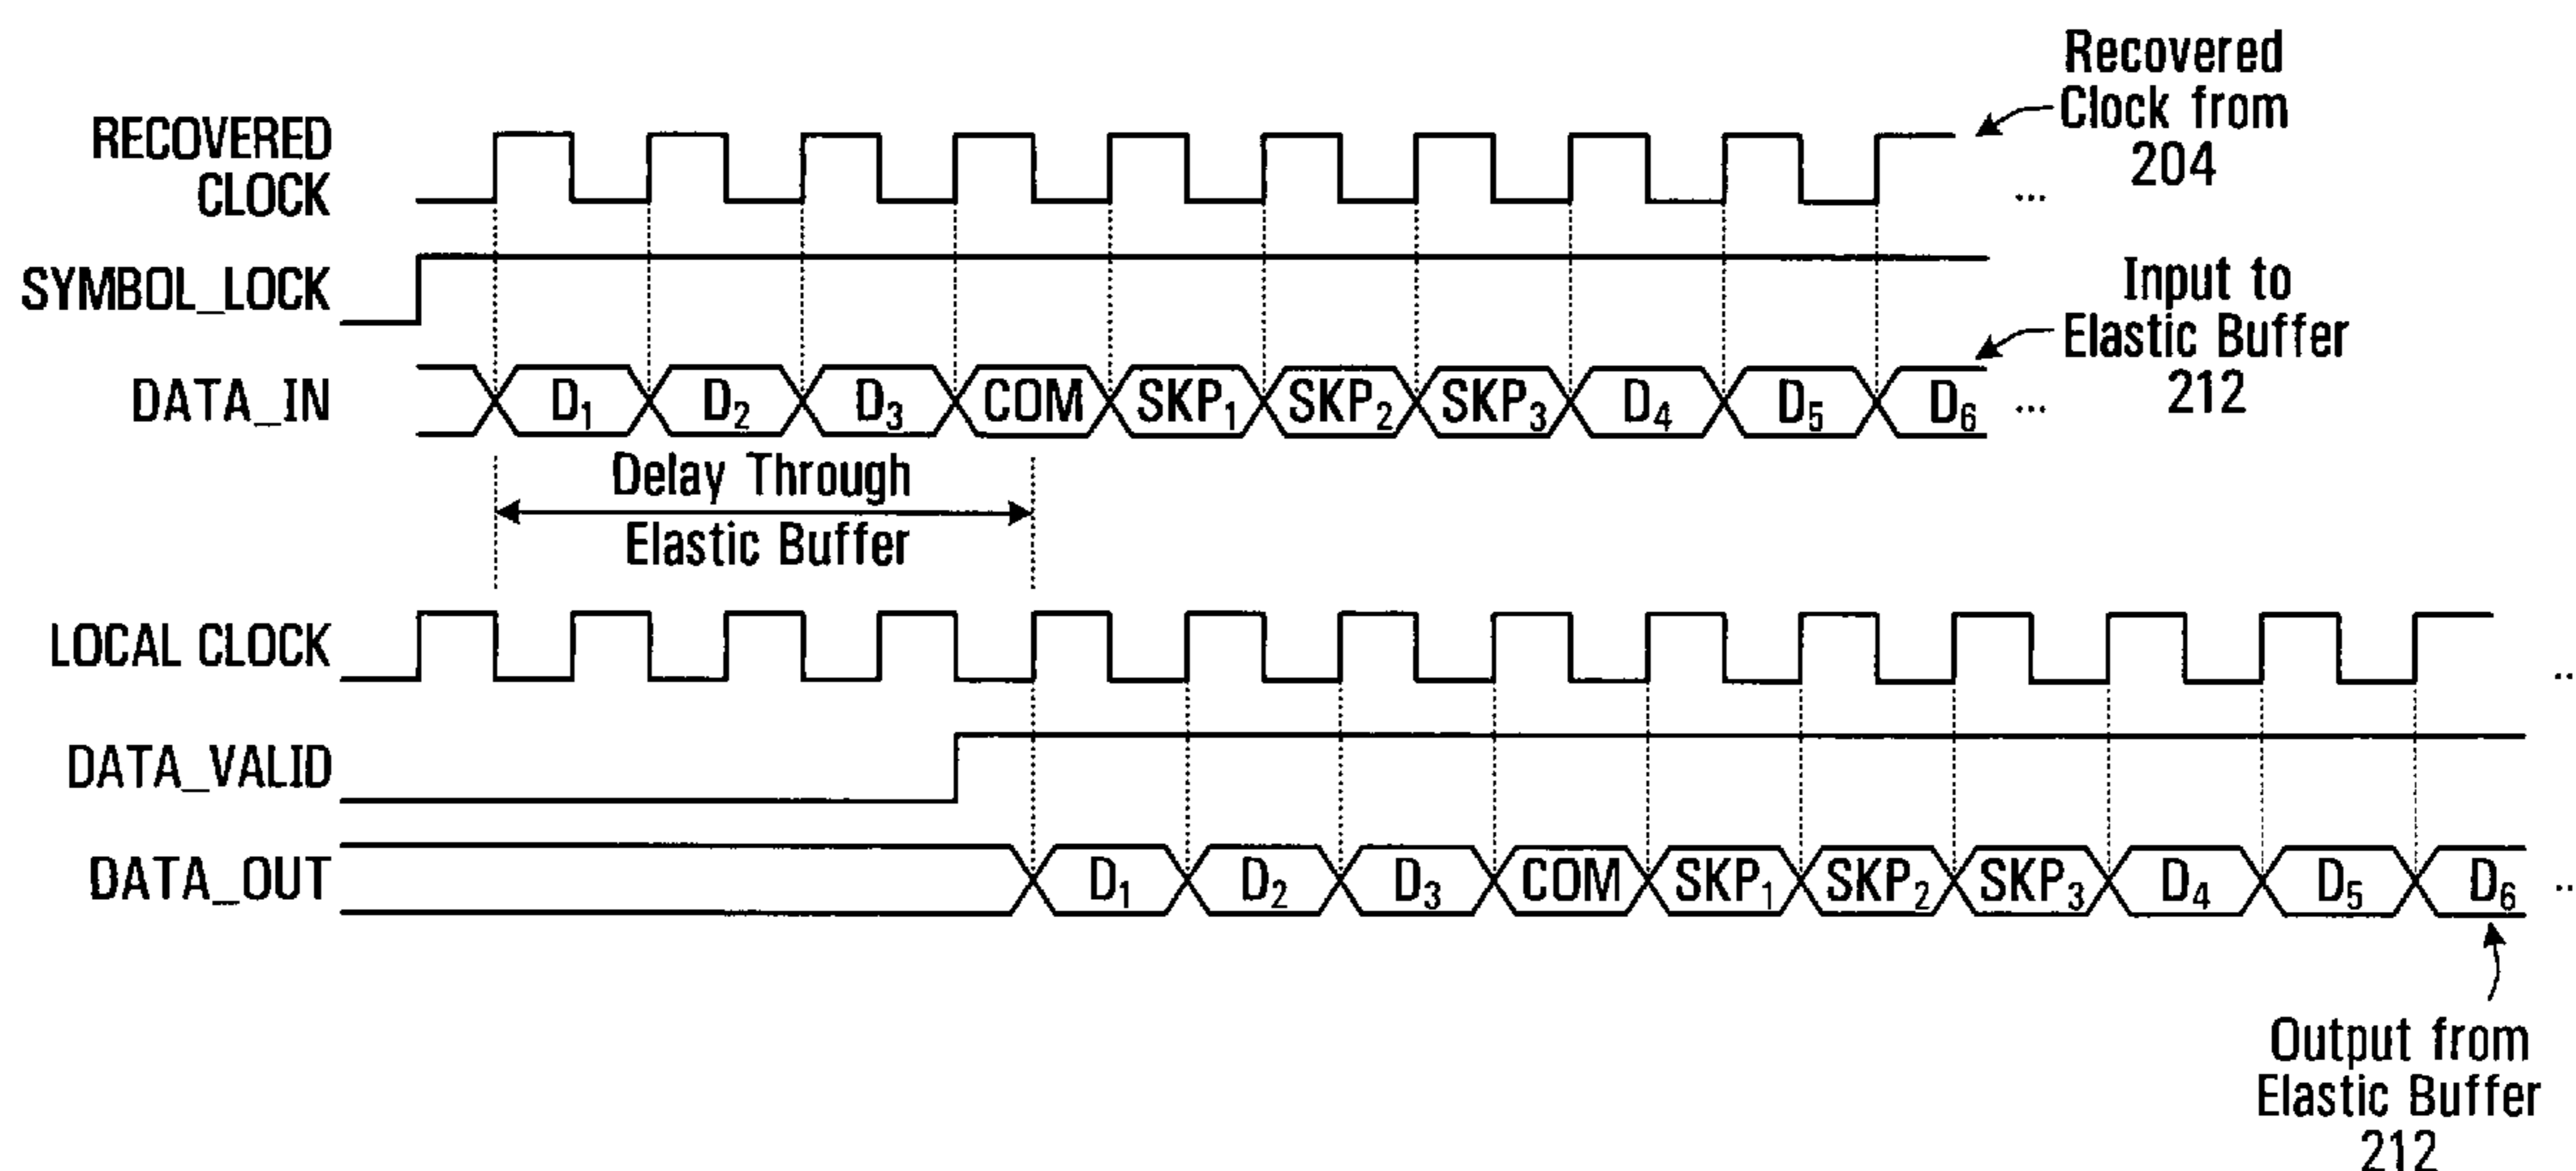 Recovered
Clock from
204
RECOVERED
CLOCK
...
SYMBOL_LOCK
Input to
Elastic Buffer
212
DATA_IN D₁ D₂ D₃ COM SKP₁ SKP₂ SKP₃ D₄ D₅ D₆ ...
Delay Through
Elastic Buffer
LOCAL CLOCK ..
DATA_VALID
DATA_OUT D₁ D₂ D₃ COM SKP₁ SKP₂ SKP₃ D₄ D₅ D₆ ..
Output from
Elastic Buffer
212